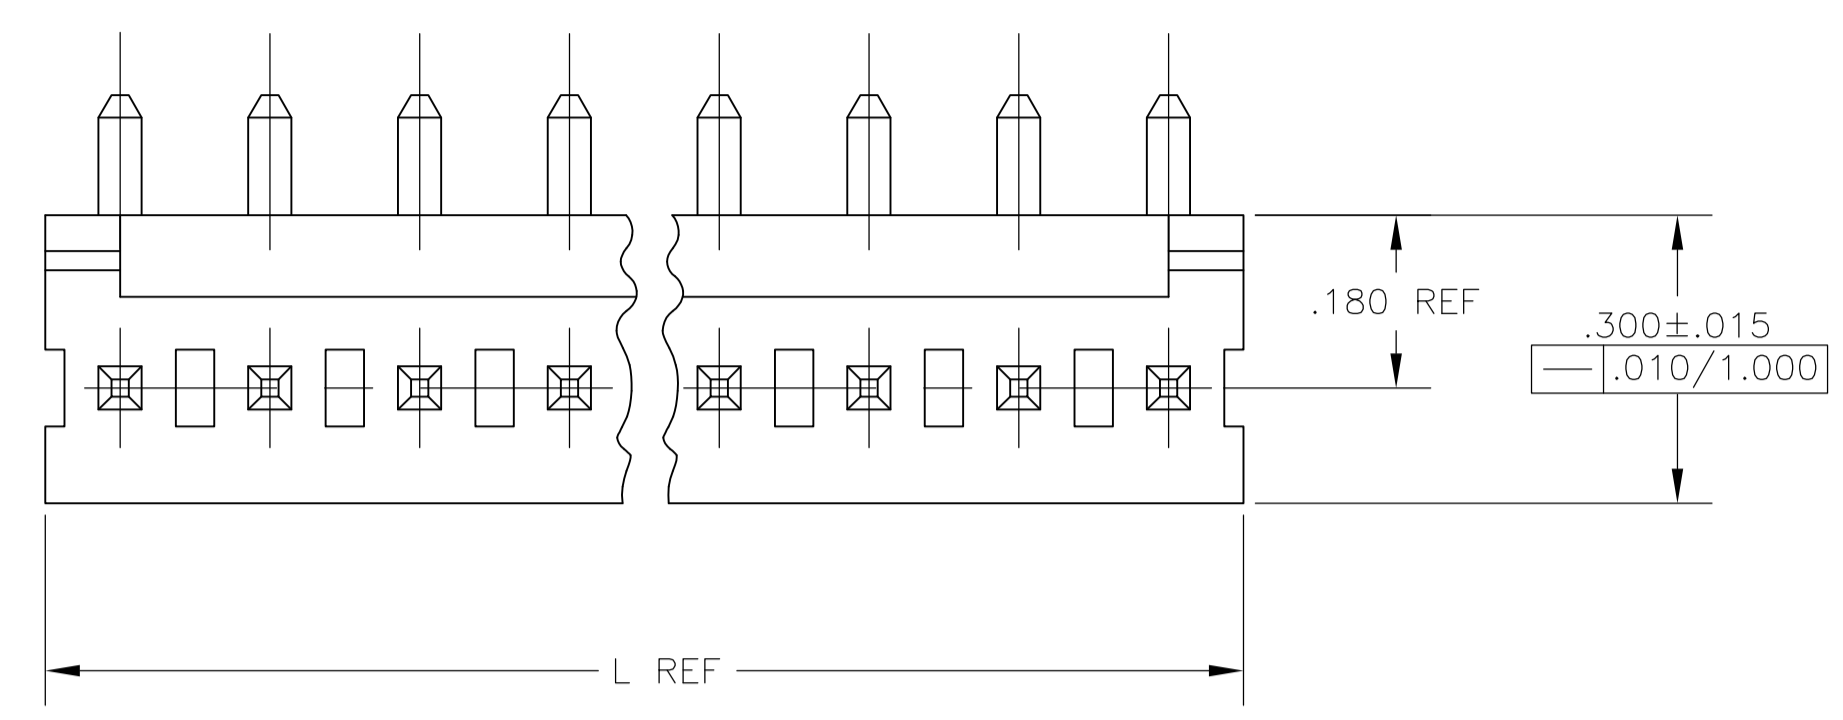 .180 REF
.300±.015
— .010/1.000
L REF